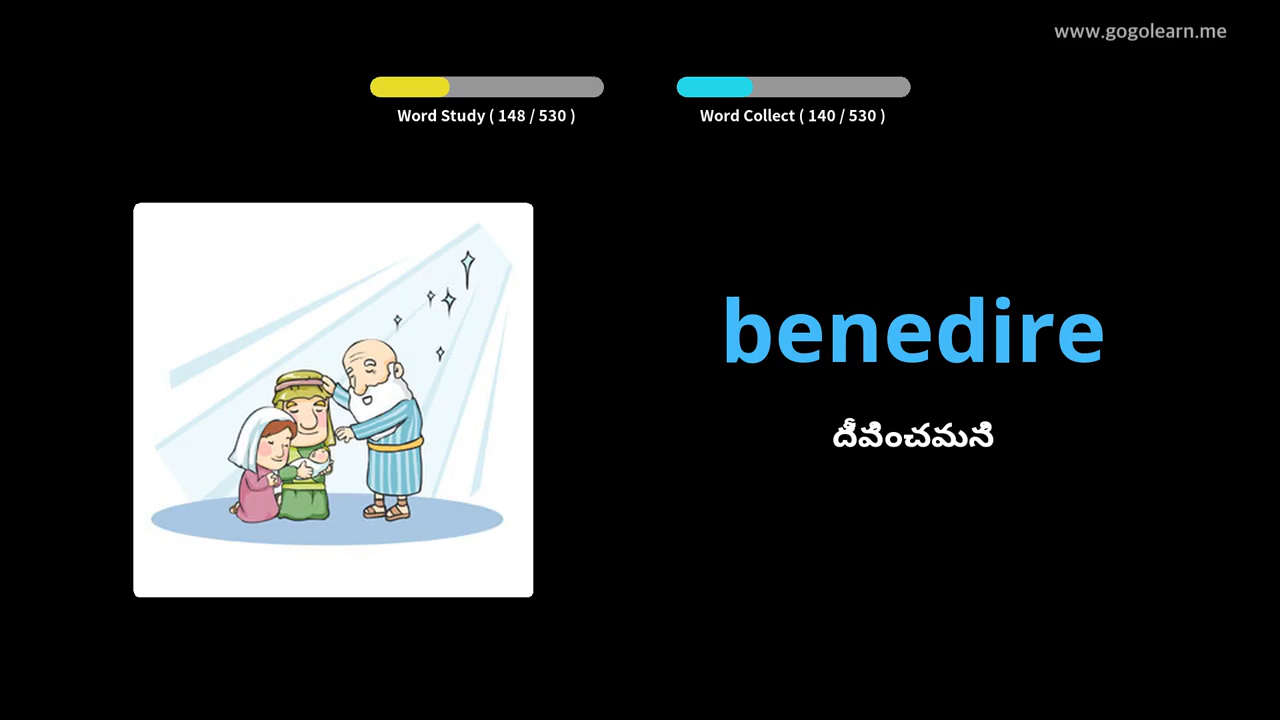 www.gogolearn.me
Word Study ( 148 / 530 )
Word Collect ( 140 / 530 )
benedire
దీవించమని